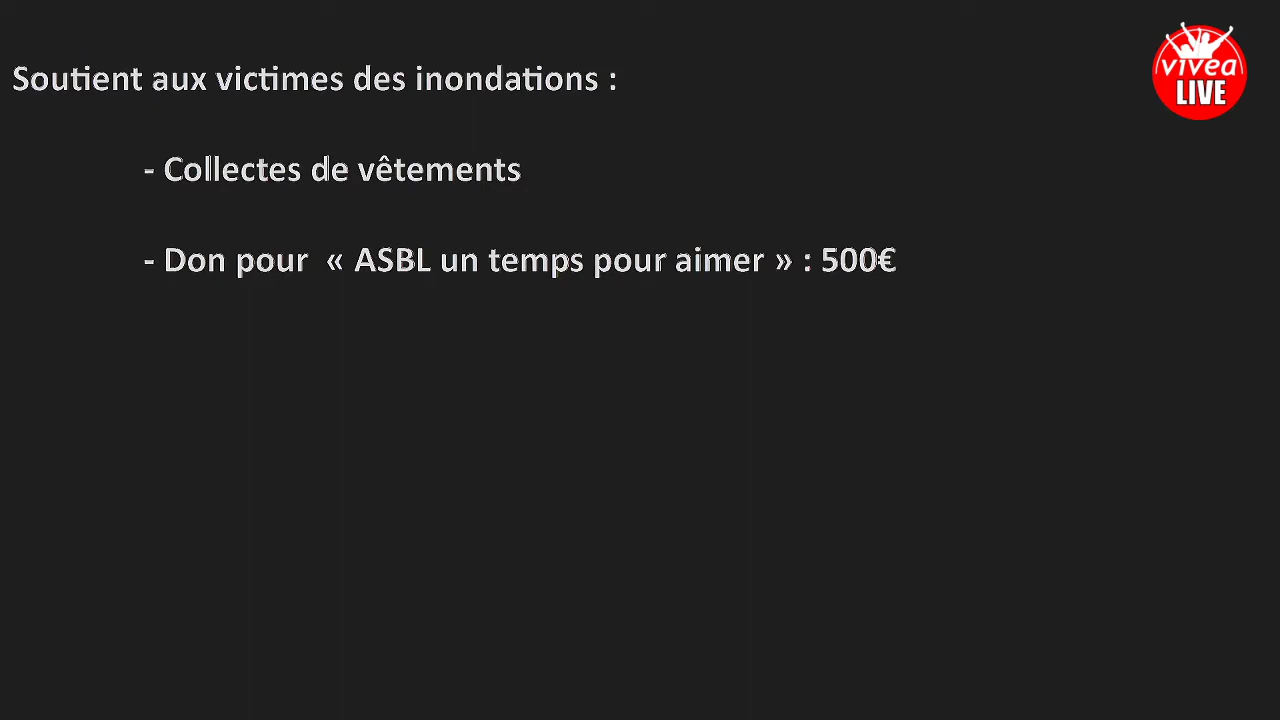 Soutient aux victimes des inondations :
- Collectes de vêtements
- Don pour « ASBL un temps pour aimer » : 500€
vivea
LIVE